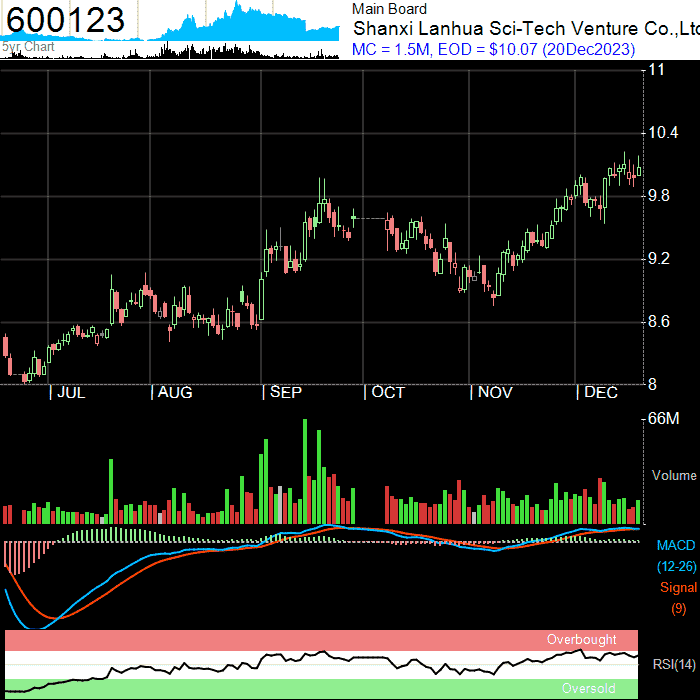 600123
5yr Chart
Main Board
Shanxi Lanhua Sci-Tech Venture Co.,Ltd
MC = 1.5M, EOD = $10.07 (20Dec2023)
11
10.4
9.8
9.2
8.6
8
JUL AUG SEP OCT NOV DEC
66M
Volume
MACD
(12-26)
Signal
(9)
Overbought
RSI(14)
Oversold